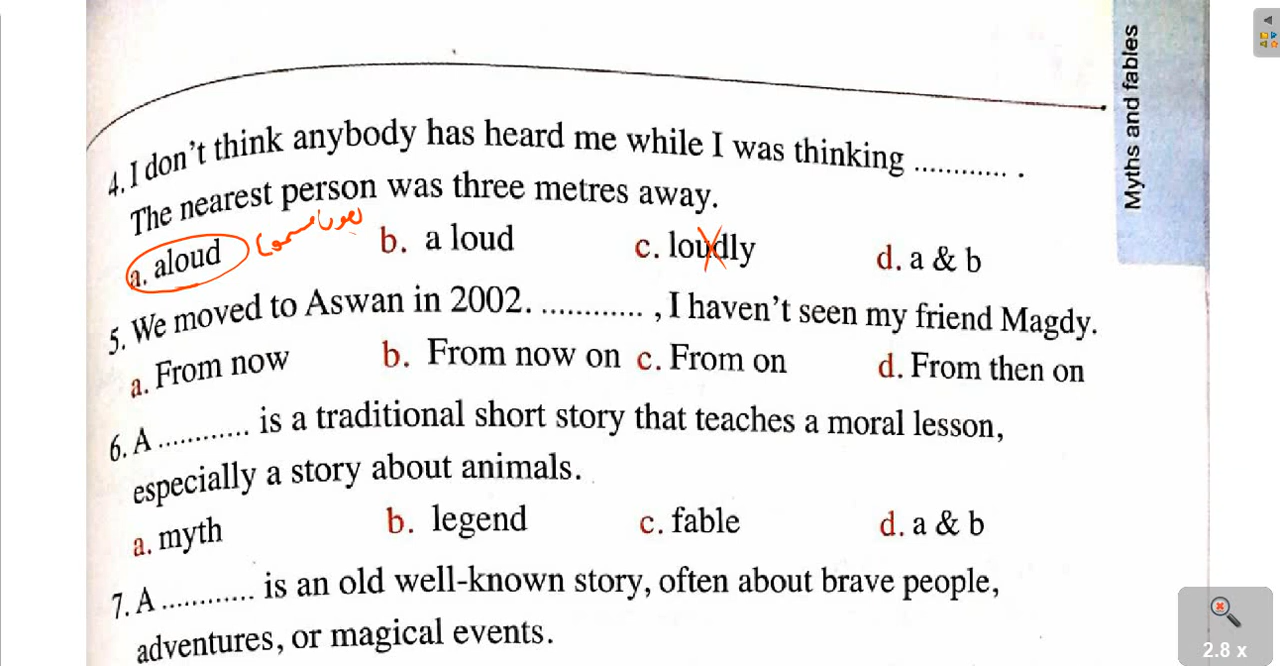 Myths and fables
4. I don't think anybody has heard me while I was thinking ............ .
The nearest person was three metres away.
a. aloud بصوت مسموع b. a loud c. loudly d. a & b
5. We moved to Aswan in 2002. ............ , I haven't seen my friend Magdy.
a. From now b. From now on c. From on d. From then on
6. A ............ is a traditional short story that teaches a moral lesson,
especially a story about animals.
a. myth b. legend c. fable d. a & b
7. A ............ is an old well-known story, often about brave people,
adventures, or magical events.
2.8 x